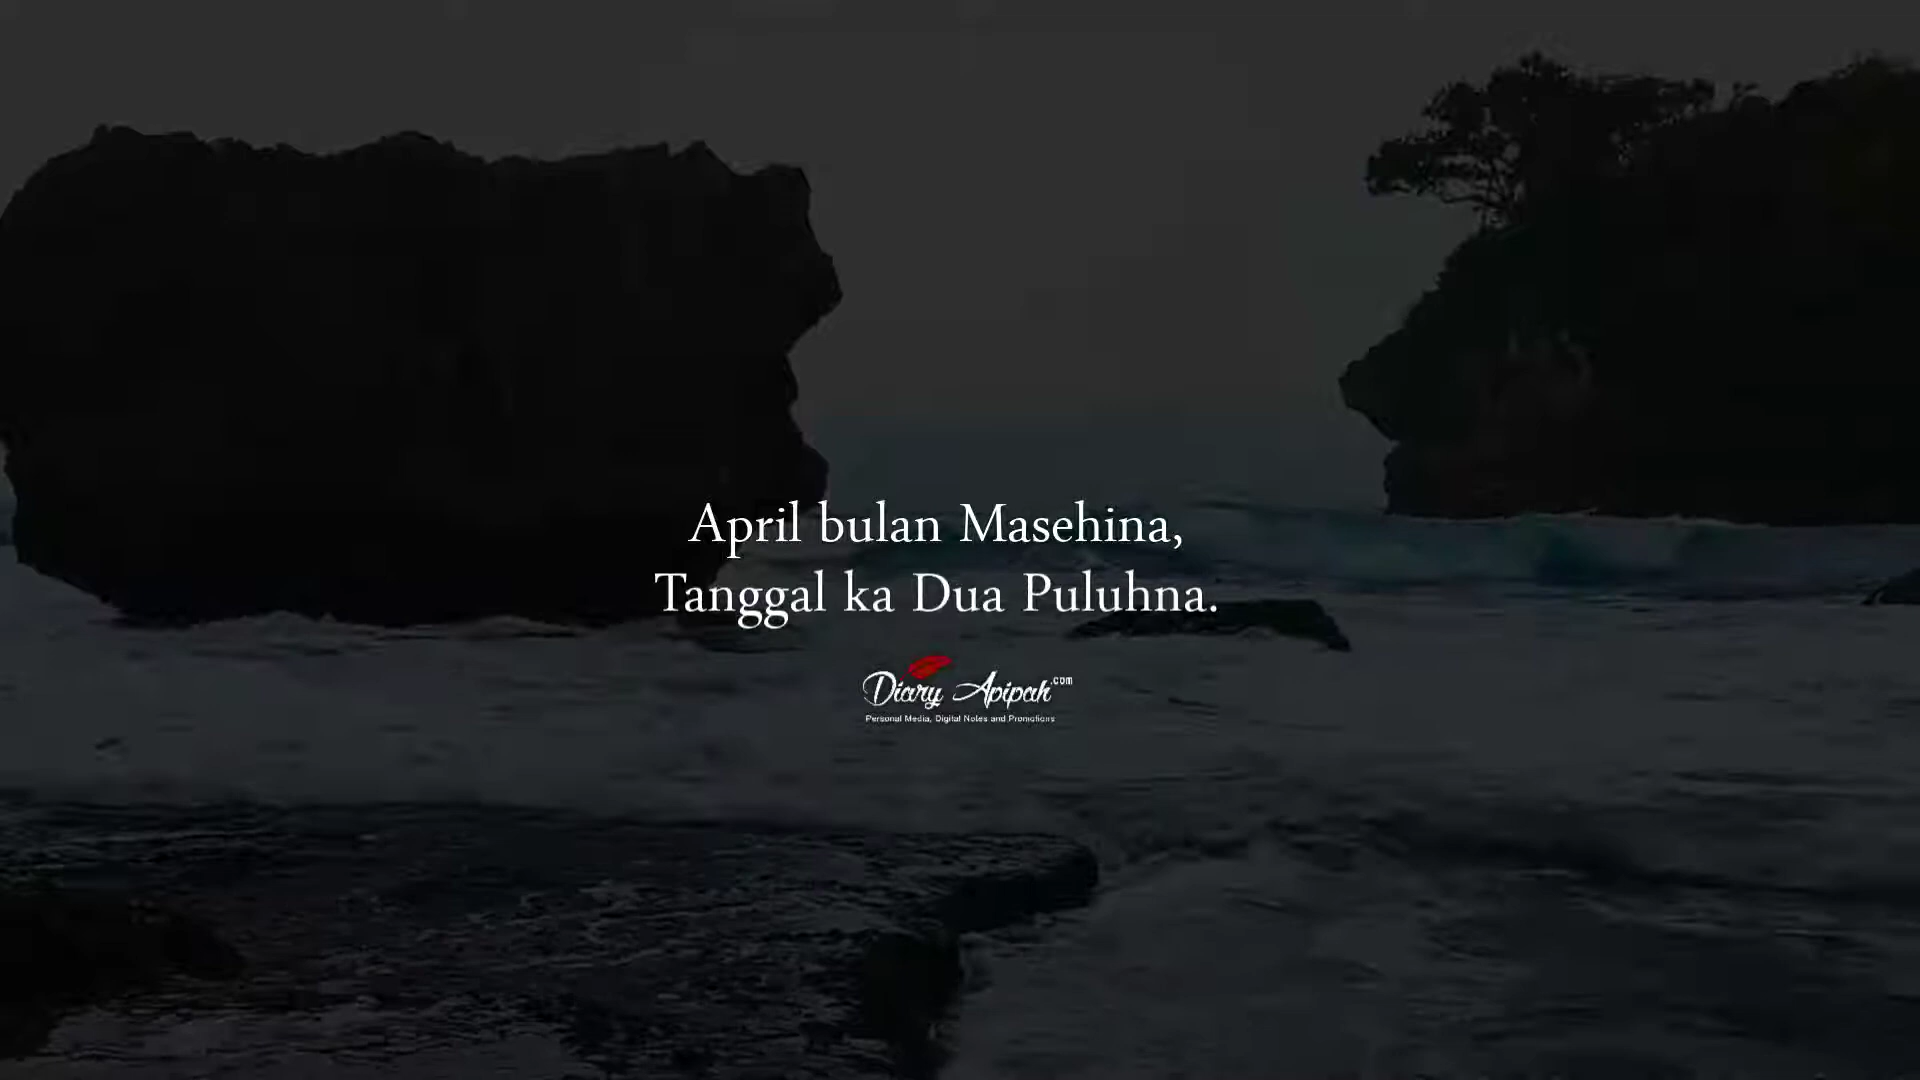 April bulan Masehina,
Tanggal ka Dua Puluhna.
Diary Apipah.com
Personal Media, Digital Notes and Promotions